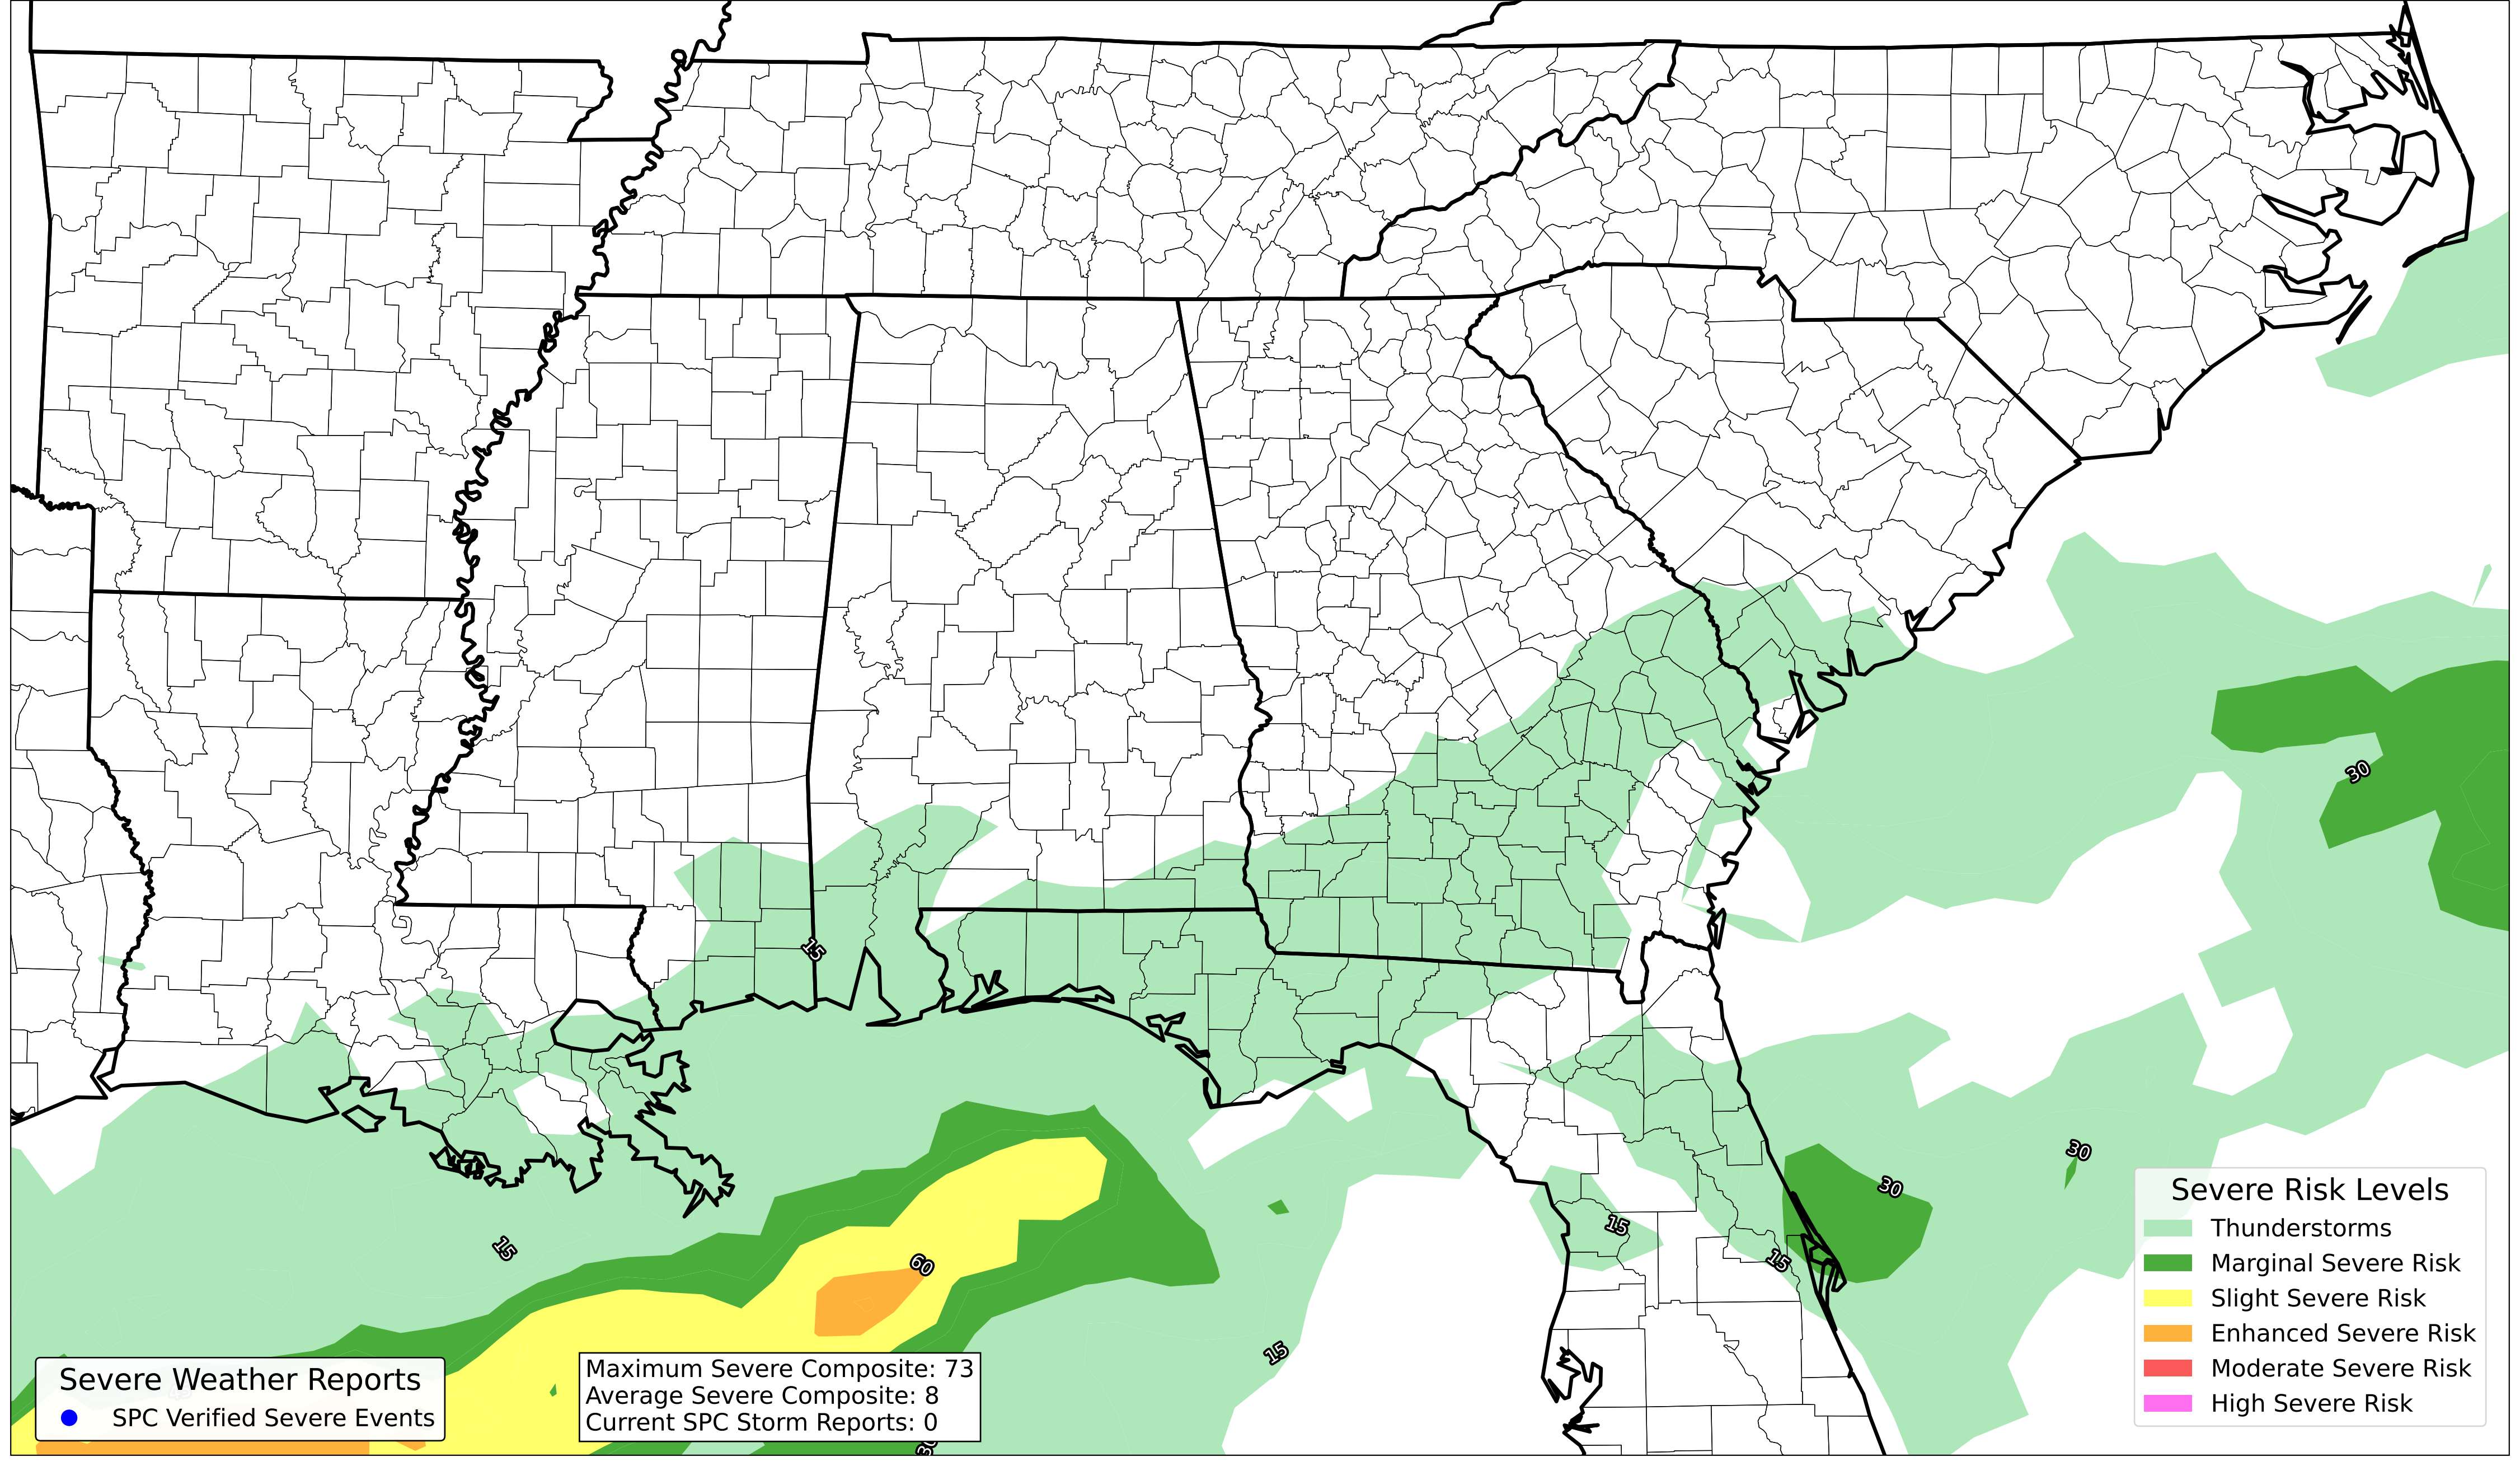 30
15
30
30
15
15
15
60
15
30
Severe Risk Levels
Thunderstorms
Marginal Severe Risk
Slight Severe Risk
Enhanced Severe Risk
Moderate Severe Risk
High Severe Risk
Severe Weather Reports
SPC Verified Severe Events
Maximum Severe Composite: 73
Average Severe Composite: 8
Current SPC Storm Reports: 0